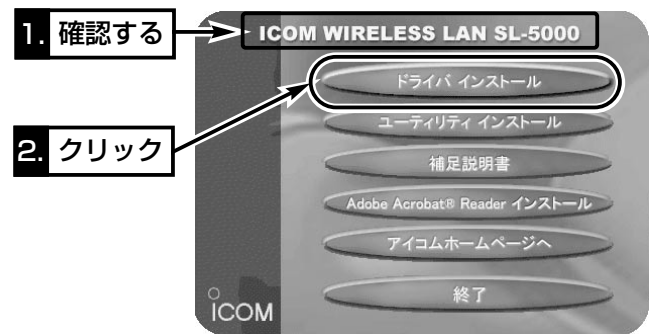 1. 確認する
ICOM WIRELESS LAN SL-5000
ドライバ インストール
ユーティリティ インストール
2. クリック
補足説明書
Adobe Acrobat® Reader インストール
アイコムホームページへ
終了
ICOM